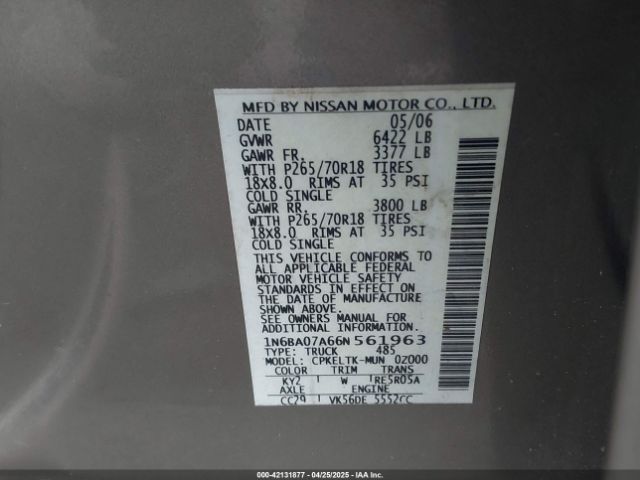 MFD BY NISSAN MOTOR CO., LTD.
DATE 05/06
GVWR 6422 LB
GAWR FR. 3377 LB
WITH P265/70R18 TIRES
18x8.0 RIMS AT 35 PSI
COLD SINGLE
GAWR RR. 3800 LB
WITH P265/70R18 TIRES
18x8.0 RIMS AT 35 PSI
COLD SINGLE
THIS VEHICLE CONFORMS TO
ALL APPLICABLE FEDERAL
MOTOR VEHICLE SAFETY
STANDARDS IN EFFECT ON
THE DATE OF MANUFACTURE
SHOWN ABOVE.
SEE OWNERS MANUAL FOR
ADDITIONAL INFORMATION.
1N6BA07A66N561963
TYPE: TRUCK 485
MODEL: CPKELTK-MUN 0Z000
COLOR TRIM TRANS
KY2 W RE5R05A
AXLE ENGINE
CC29 VK56DE 5552CC
000-42131877 - 04/25/2025 - IAA, Inc.